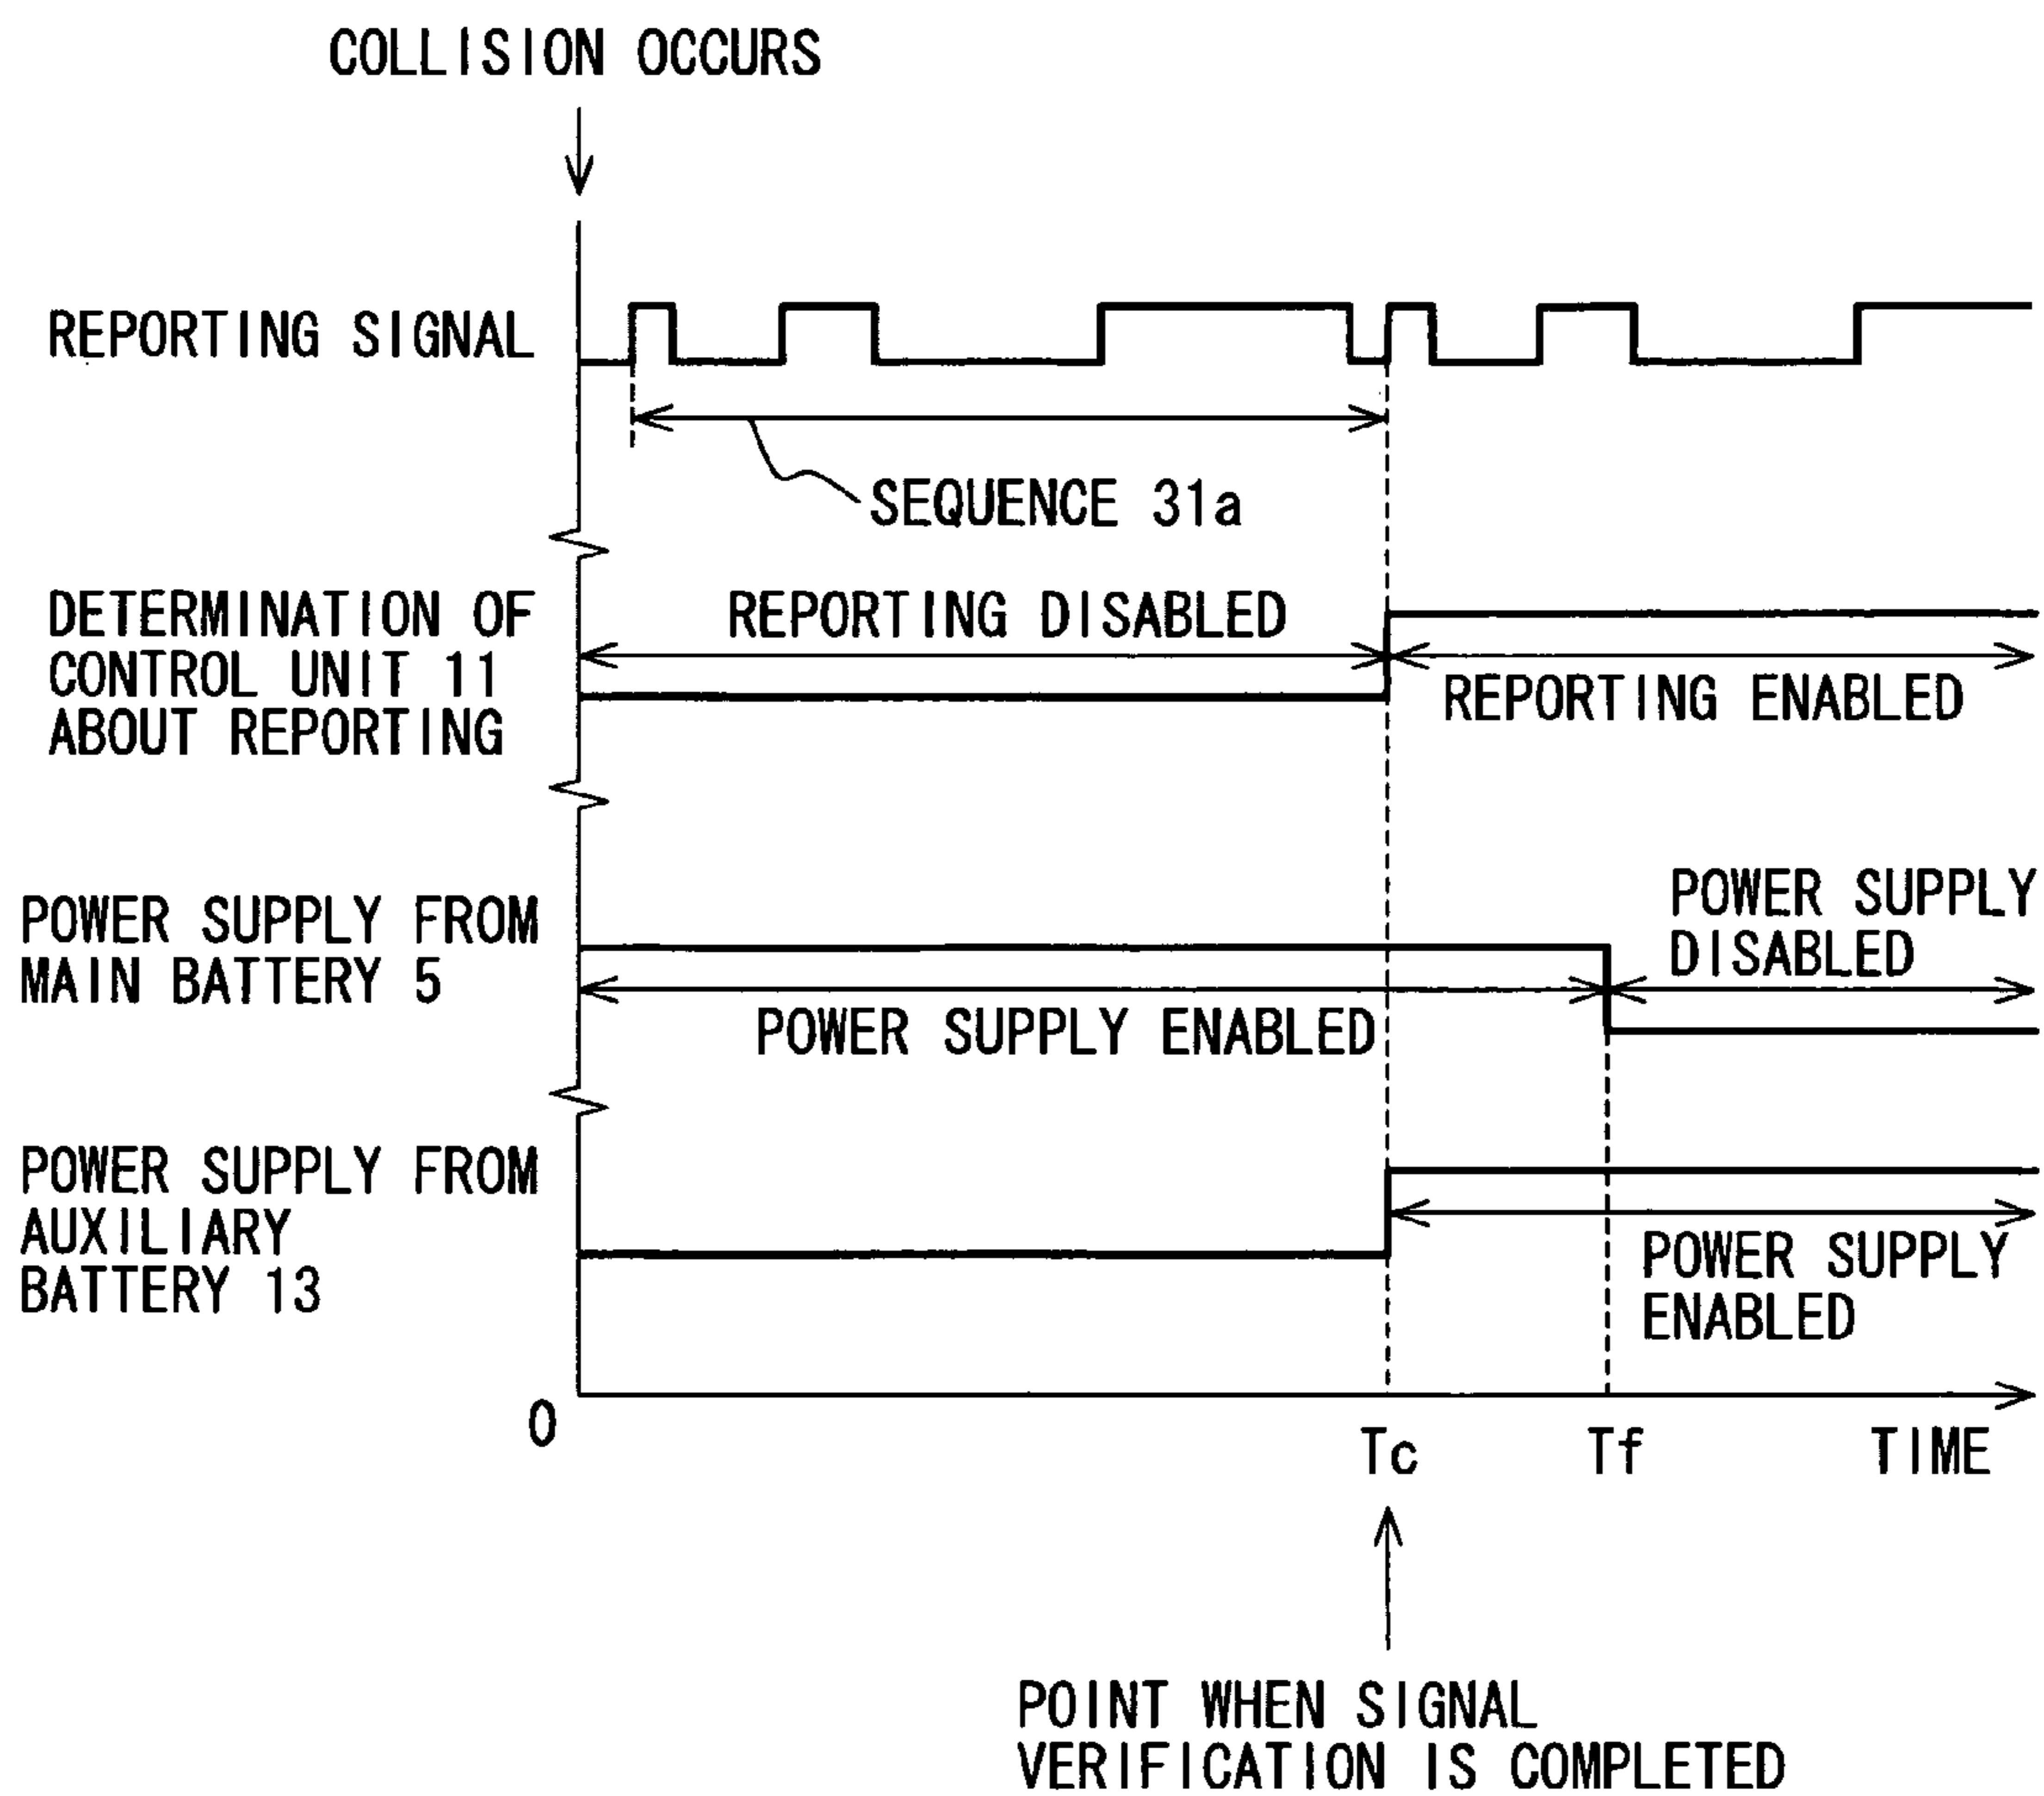 COLLISION OCCURS
REPORTING SIGNAL
SEQUENCE 31a
DETERMINATION OF
CONTROL UNIT 11
ABOUT REPORTING
REPORTING DISABLED
REPORTING ENABLED
POWER SUPPLY FROM
MAIN BATTERY 5
POWER SUPPLY
DISABLED
POWER SUPPLY ENABLED
POWER SUPPLY FROM
AUXILIARY
BATTERY 13
POWER SUPPLY
ENABLED
0
Tc
Tf
TIME
POINT WHEN SIGNAL
VERIFICATION IS COMPLETED